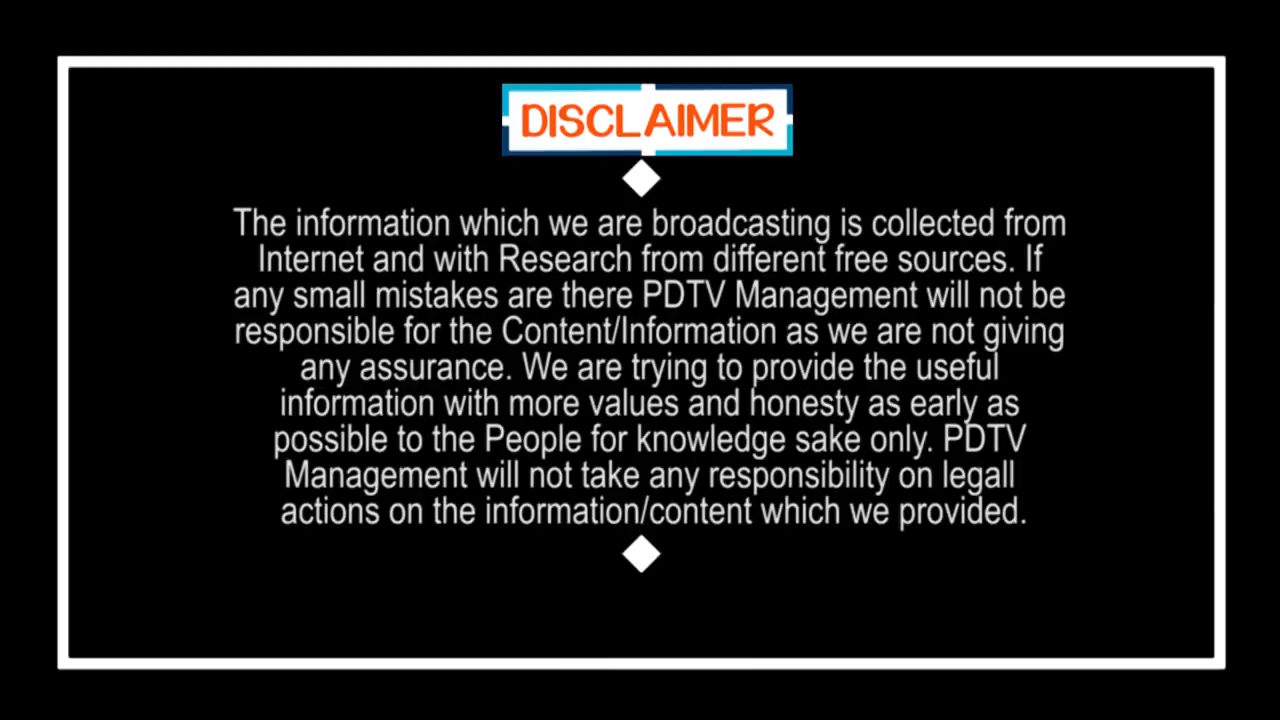 DISCLAIMER
The information which we are broadcasting is collected from
Internet and with Research from different free sources. If
any small mistakes are there PDTV Management will not be
responsible for the Content/Information as we are not giving
any assurance. We are trying to provide the useful
information with more values and honesty as early as
possible to the People for knowledge sake only. PDTV
Management will not take any responsibility on legall
actions on the information/content which we provided.